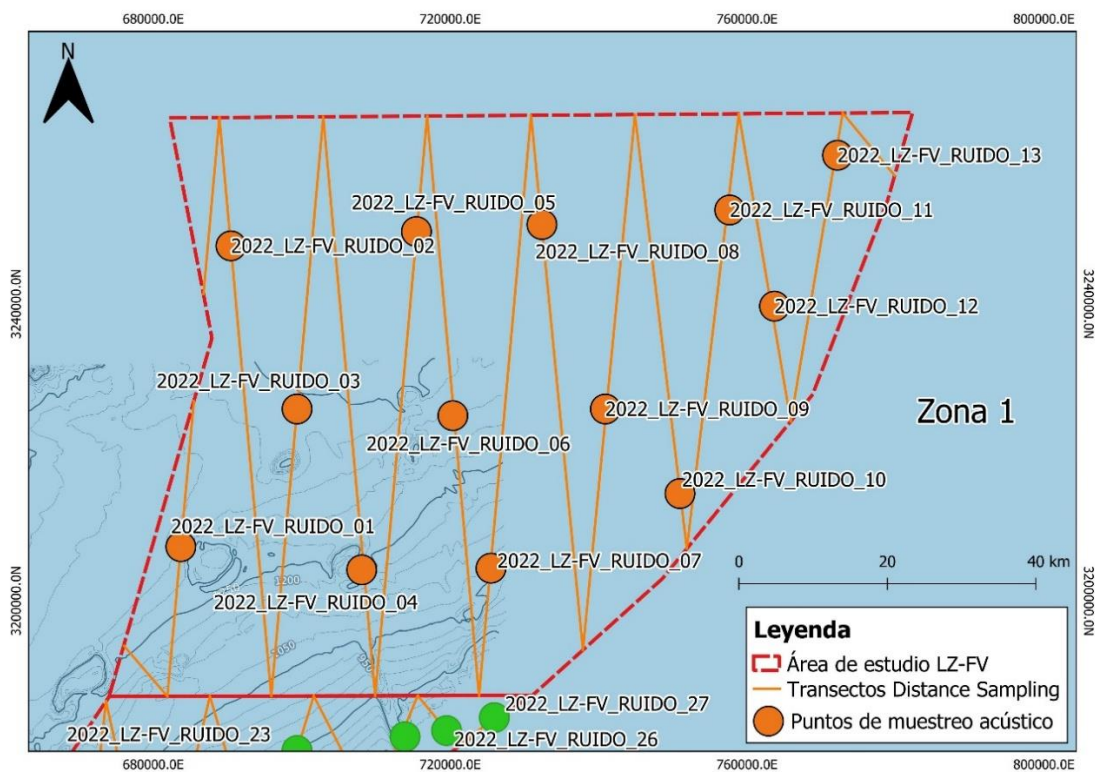 680000.0E
720000.0E
760000.0E
800000.0E
N
2022_LZ-FV_RUIDO_13
2022_LZ-FV_RUIDO_05
2022_LZ-FV_RUIDO_11
2022_LZ-FV_RUIDO_02
2022_LZ-FV_RUIDO_08
3240000.0N
3240000.0N
2022_LZ-FV_RUIDO_12
2022_LZ-FV_RUIDO_03
2022_LZ-FV_RUIDO_09
Zona 1
2022_LZ-FV_RUIDO_06
2022_LZ-FV_RUIDO_10
2022_LZ-FV_RUIDO_01
0 20 40 km
2022_LZ-FV_RUIDO_07
1200
2022_LZ-FV_RUIDO_04
3200000.0N
3200000.0N
1050
Leyenda
Área de estudio LZ-FV
Transectos Distance Sampling
Puntos de muestreo acústico
2022_LZ-FV_RUIDO_27
2022_LZ-FV_RUIDO_23
2022_LZ-FV_RUIDO_26
680000.0E
720000.0E
760000.0E
800000.0E